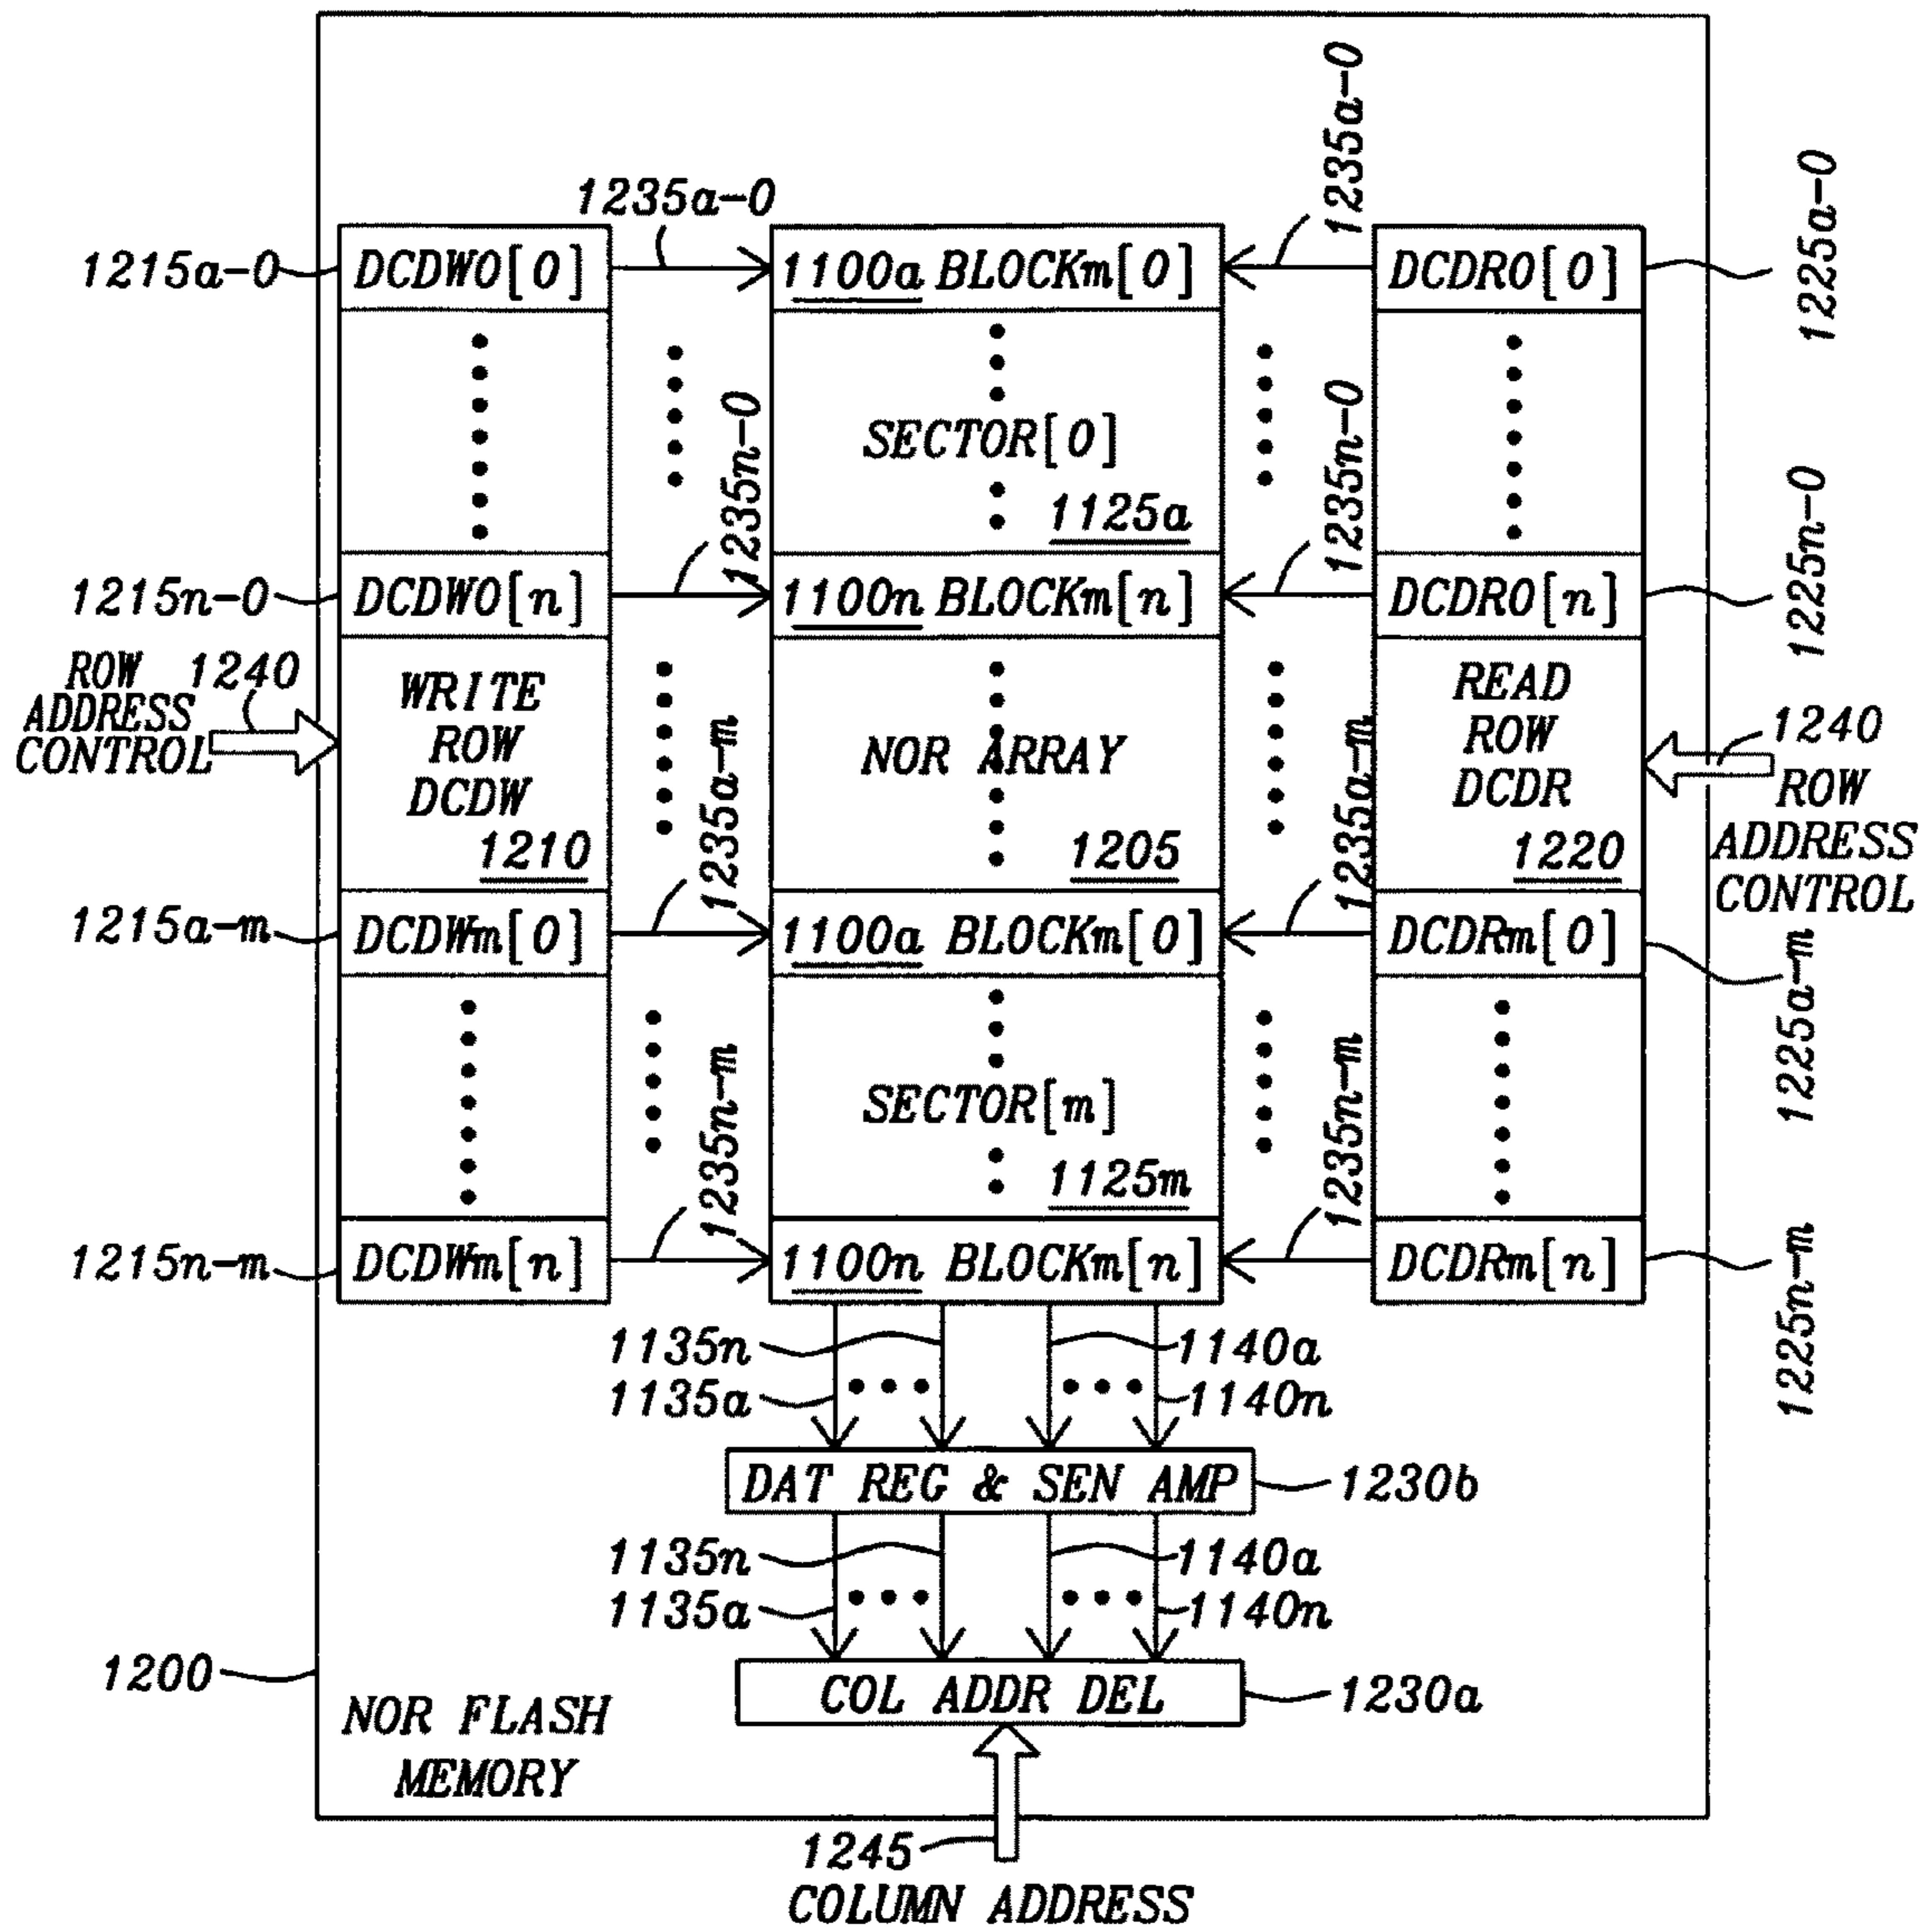 1235a-0
1235a-0
1225a-0
1215a-0
DCDW0[0]
1100a BLOCKm[0]
DCDR0[0]
1235n-0
1235n-0
SECTOR[0]
1125a
1225n-0
1215n-0
DCDW0[n]
1100n BLOCKm[n]
DCDR0[n]
ROW
ADDRESS
CONTROL
1240
WRITE
ROW
DCDW
1210
1235a-m
NOR ARRAY
1205
1235a-m
READ
ROW
DCDR
1220
1240
ROW
ADDRESS
CONTROL
1215a-m
DCDWm[0]
1100a BLOCKm[0]
DCDRm[0]
1225a-m
1235n-m
SECTOR[m]
1125m
1235n-m
1215n-m
DCDWm[n]
1100n BLOCKm[n]
DCDRm[n]
1225n-m
1135n
1140a
1135a
1140n
DAT REG & SEN AMP
1230b
1135n
1140a
1135a
1140n
1200
COL ADDR DEL
1230a
NOR FLASH
MEMORY
1245
COLUMN ADDRESS